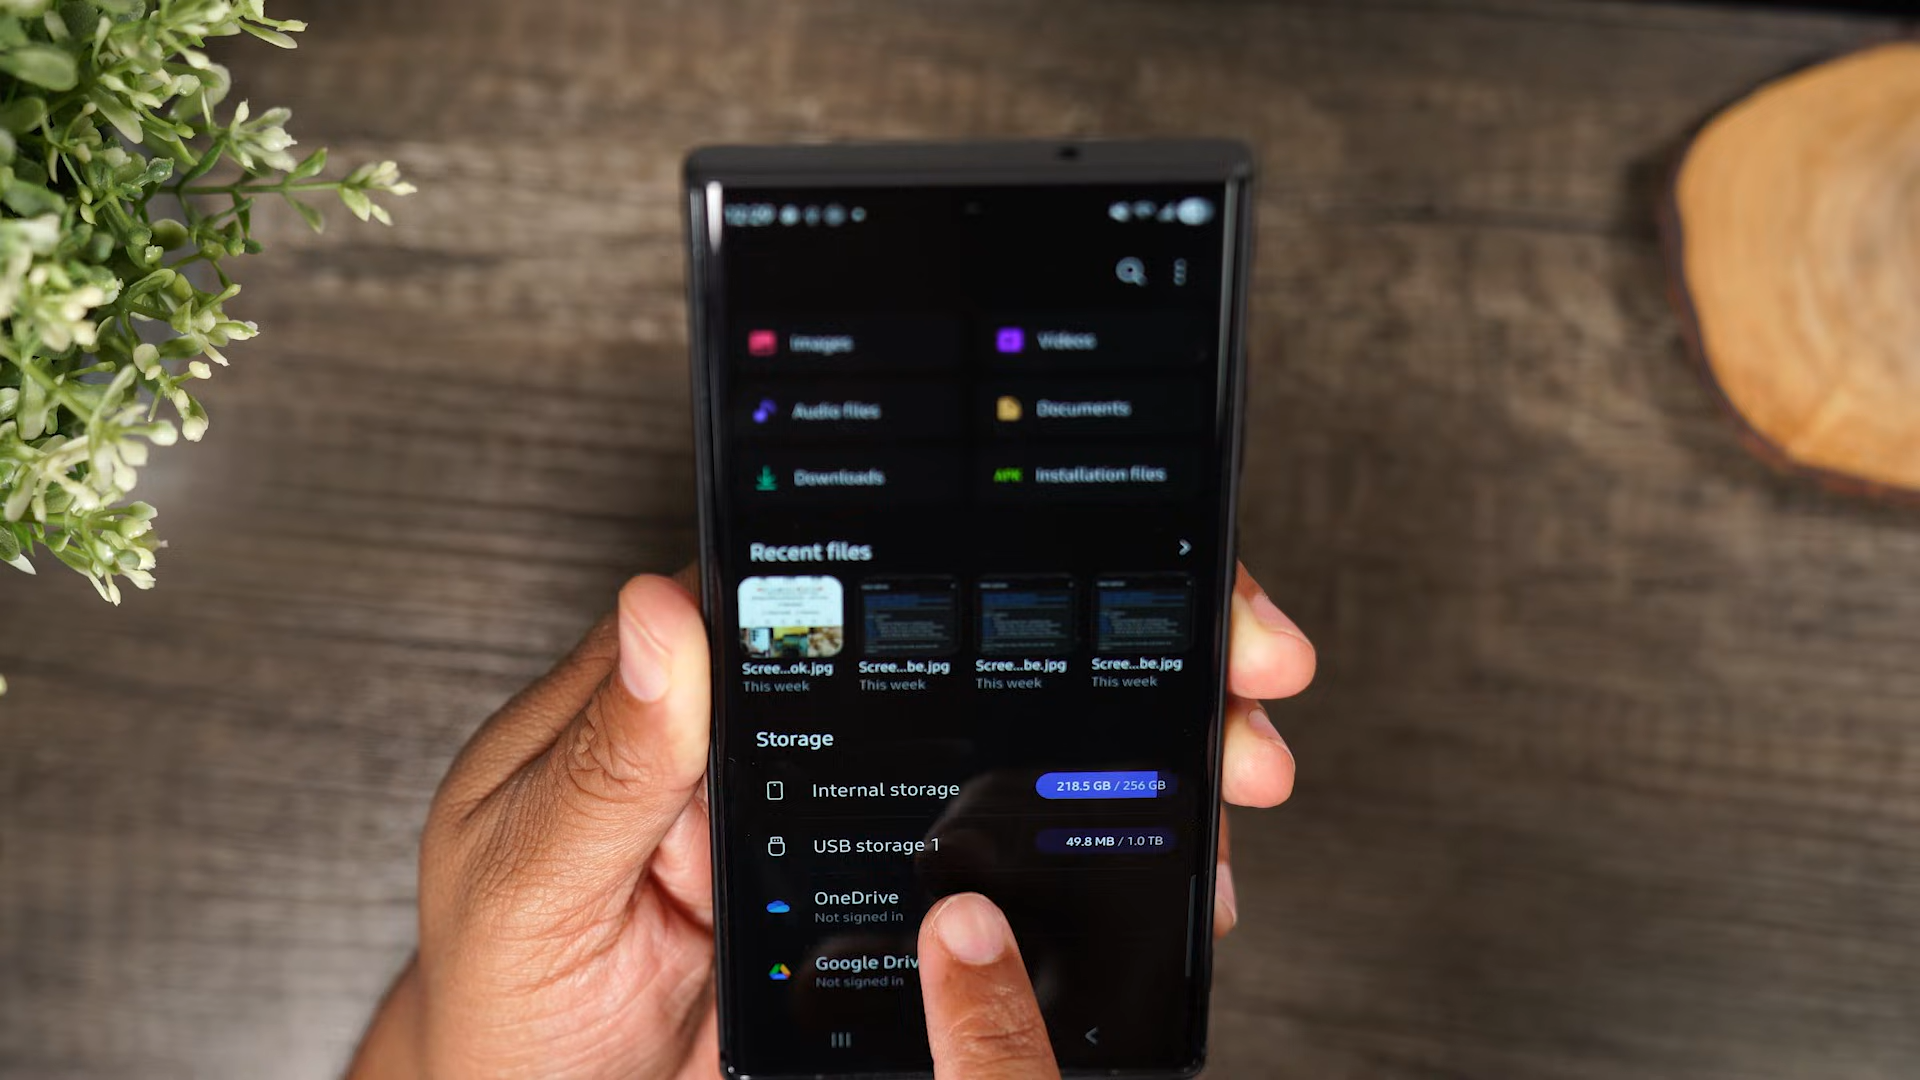 Images
Videos
Audio files
Documents
Downloads
APK Installation files
Recent files
Scree...ok.jpg
This week
Scree...be.jpg
This week
Scree...be.jpg
This week
Scree...be.jpg
This week
Storage
Internal storage
218.5 GB / 256 GB
USB storage 1
49.8 MB / 1.0 TB
OneDrive
Not signed in
Google Driv
Not signed in